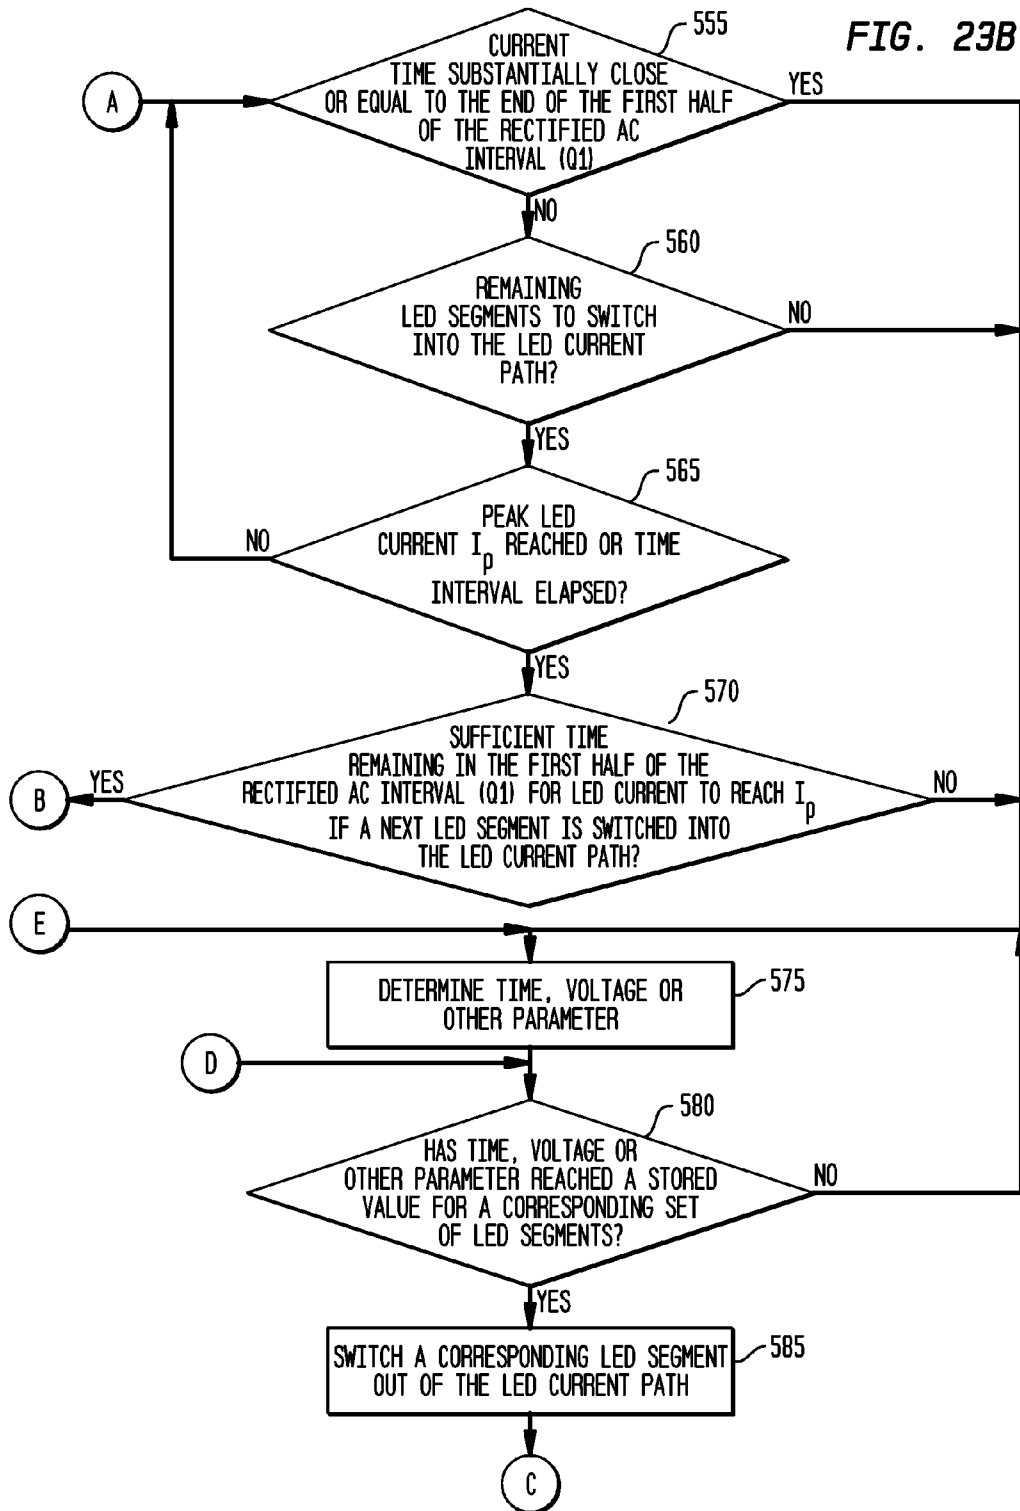 FIG. 23B
555
CURRENT
TIME SUBSTANTIALLY CLOSE
OR EQUAL TO THE END OF THE FIRST HALF
OF THE RECTIFIED AC
INTERVAL (Q1)
YES
A
NO
560
REMAINING
LED SEGMENTS TO SWITCH
INTO THE LED CURRENT
PATH?
NO
YES
565
PEAK LED
CURRENT Ip REACHED OR TIME
INTERVAL ELAPSED?
NO
YES
570
SUFFICIENT TIME
REMAINING IN THE FIRST HALF OF THE
RECTIFIED AC INTERVAL (Q1) FOR LED CURRENT TO REACH Ip
IF A NEXT LED SEGMENT IS SWITCHED INTO
THE LED CURRENT PATH?
YES
B
NO
E
DETERMINE TIME, VOLTAGE OR
OTHER PARAMETER
575
D
580
HAS TIME, VOLTAGE OR
OTHER PARAMETER REACHED A STORED
VALUE FOR A CORRESPONDING SET
OF LED SEGMENTS?
NO
YES
SWITCH A CORRESPONDING LED SEGMENT
OUT OF THE LED CURRENT PATH
585
C